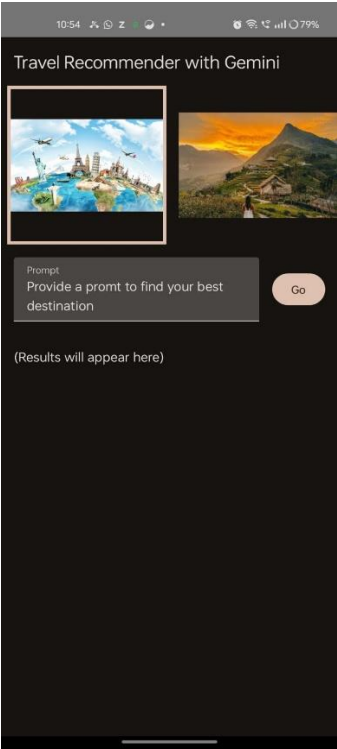 10:54 Z 79%
Travel Recommender with Gemini
Prompt
Provide a promt to find your best
destination
Go
(Results will appear here)